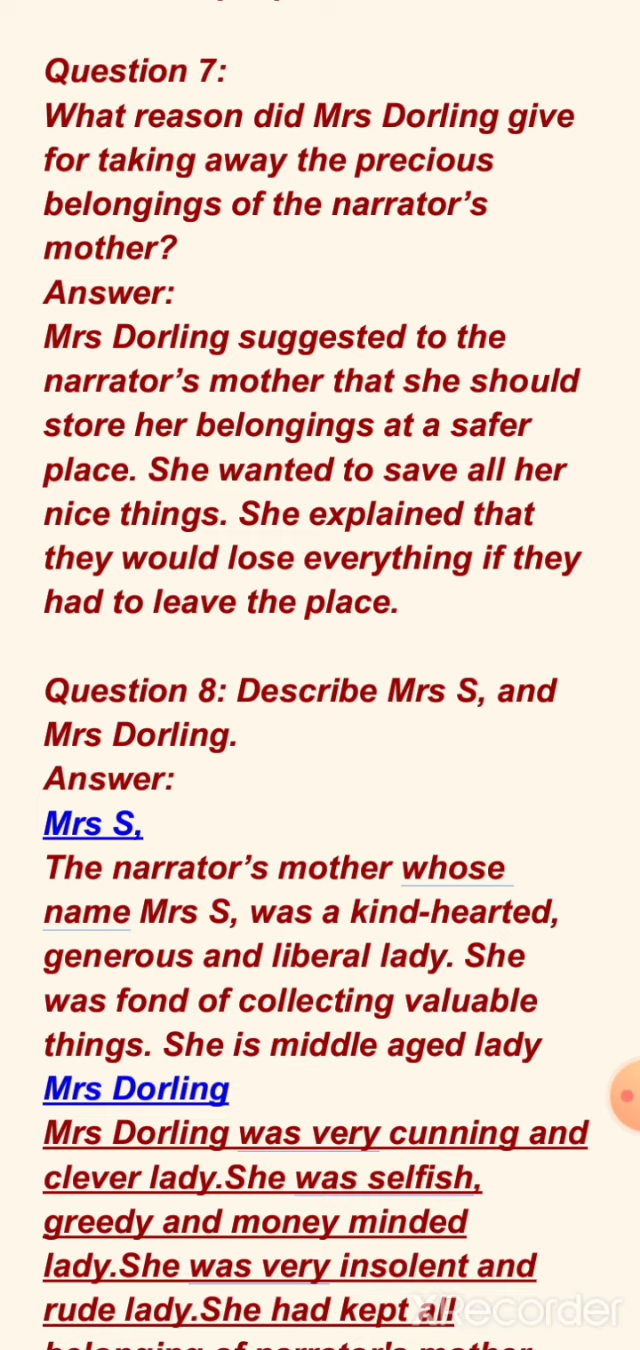 Question 7:
What reason did Mrs Dorling give
for taking away the precious
belongings of the narrator’s
mother?
Answer:
Mrs Dorling suggested to the
narrator’s mother that she should
store her belongings at a safer
place. She wanted to save all her
nice things. She explained that
they would lose everything if they
had to leave the place.
Question 8: Describe Mrs S, and
Mrs Dorling.
Answer:
Mrs S,
The narrator’s mother whose
name Mrs S, was a kind-hearted,
generous and liberal lady. She
was fond of collecting valuable
things. She is middle aged lady
Mrs Dorling
Mrs Dorling was very cunning and
clever lady.She was selfish,
greedy and money minded
lady.She was very insolent and
rude lady.She had kept all
XRecorder
belonging of narrator's mother